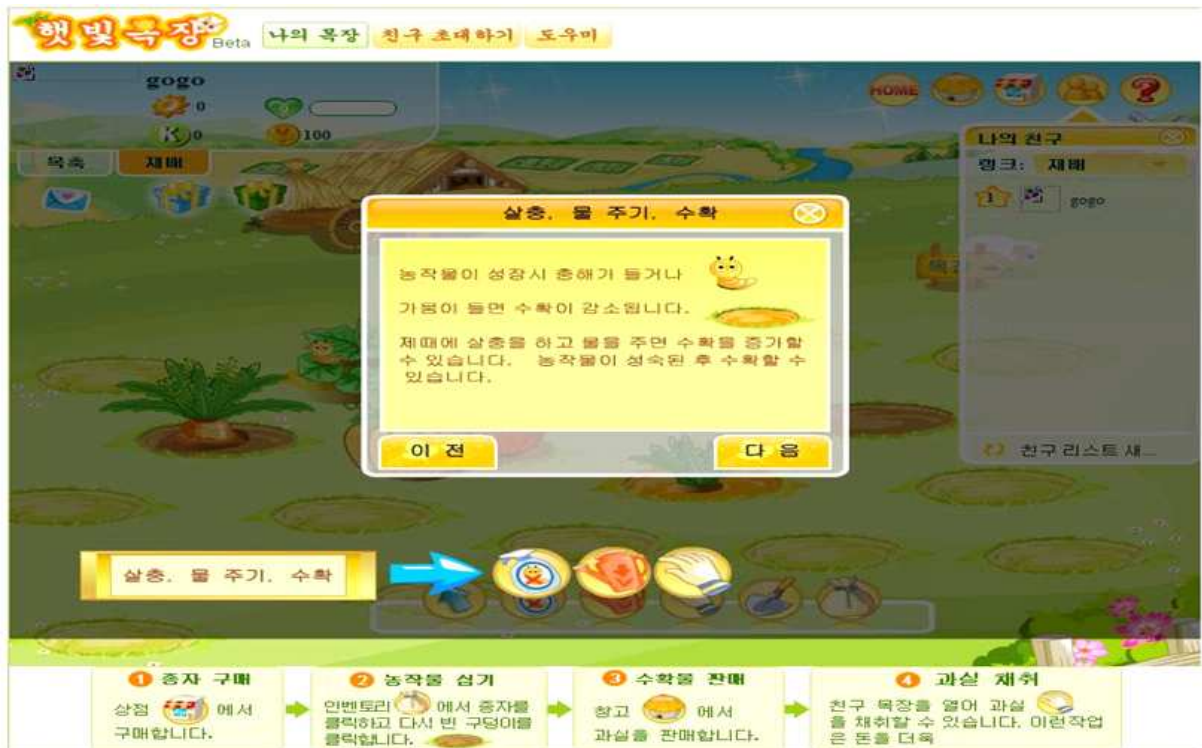 햇빛목장 Beta 나의 목장 친구 초대하기 도우미
gogo
0
K 0 100
목축 재배
HOME ?
나의 친구
랭크: 재배
1 gogo
친구 리스트 새...
살충, 물 주기, 수확
농작물이 성장시 충해가 들거나
가뭄이 들면 수확이 감소됩니다.
제때에 살충을 하고 물을 주면 수확을 증가할
수 있습니다. 농작물이 성숙된 후 수확할 수
있습니다.
이 전 다 음
살충, 물 주기, 수확
1 종자 구매
상점 에서
구매합니다.
2 농작물 심기
인벤토리 에서 종자를
클릭하고 다시 빈 구덩이를
클릭합니다.
3 수확물 판매
창고 에서
과실을 판매합니다.
4 과실 채취
친구 목장을 열어 과실
을 채취할 수 있습니다. 이런작업
은 돈을 더욱